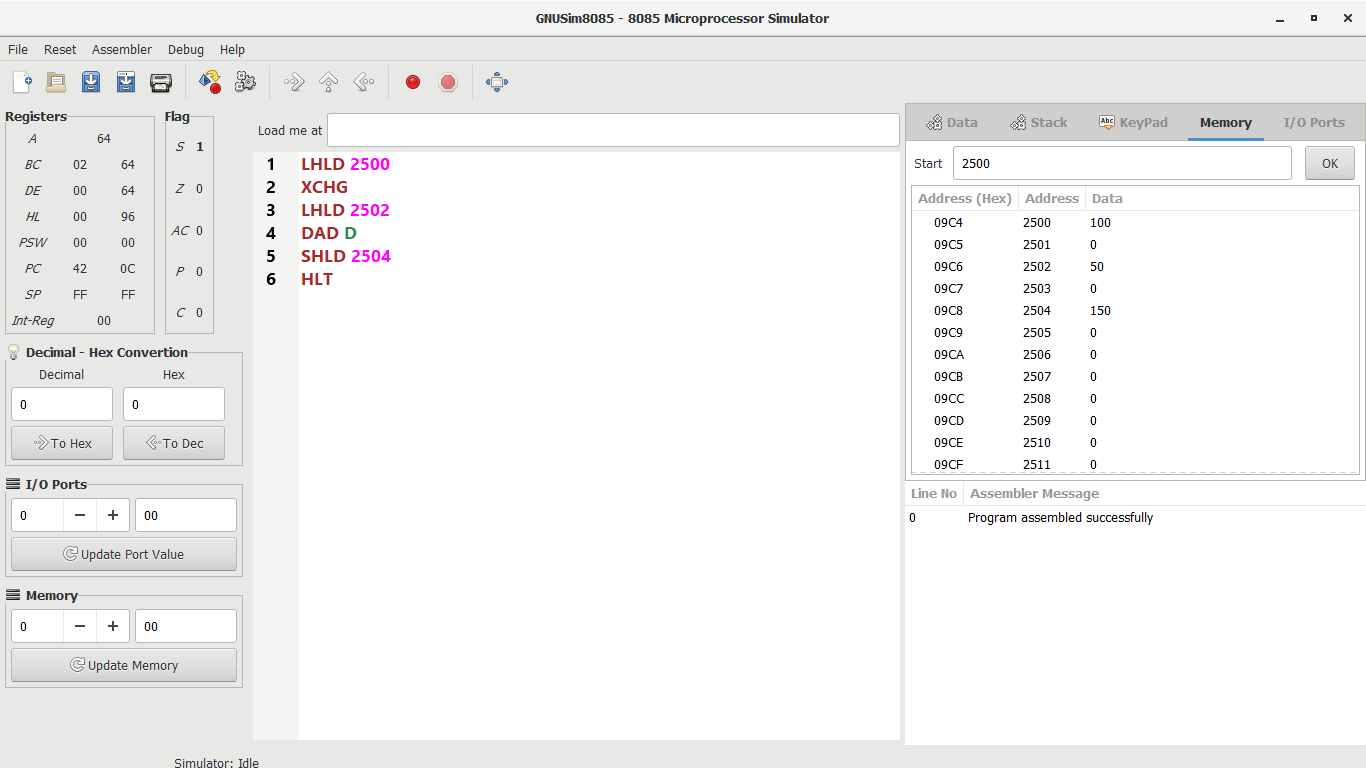 GNUSim8085 - 8085 Microprocessor Simulator
File Reset Assembler Debug Help
Registers
A 64
BC 02 64
DE 00 64
HL 00 96
PSW 00 00
PC 42 0C
SP FF FF
Int-Reg 00
Flag
S 1
Z 0
AC 0
P 0
C 0
Decimal - Hex Convertion
Decimal Hex
0 0
To Hex To Dec
I/O Ports
0 − + 00
Update Port Value
Memory
0 − + 00
Update Memory
Load me at
1 LHLD 2500
2 XCHG
3 LHLD 2502
4 DAD D
5 SHLD 2504
6 HLT
Data Stack Abc KeyPad Memory I/O Ports
Start 2500 OK
Address (Hex) Address Data
09C4 2500 100
09C5 2501 0
09C6 2502 50
09C7 2503 0
09C8 2504 150
09C9 2505 0
09CA 2506 0
09CB 2507 0
09CC 2508 0
09CD 2509 0
09CE 2510 0
09CF 2511 0
Line No Assembler Message
0 Program assembled successfully
Simulator: Idle